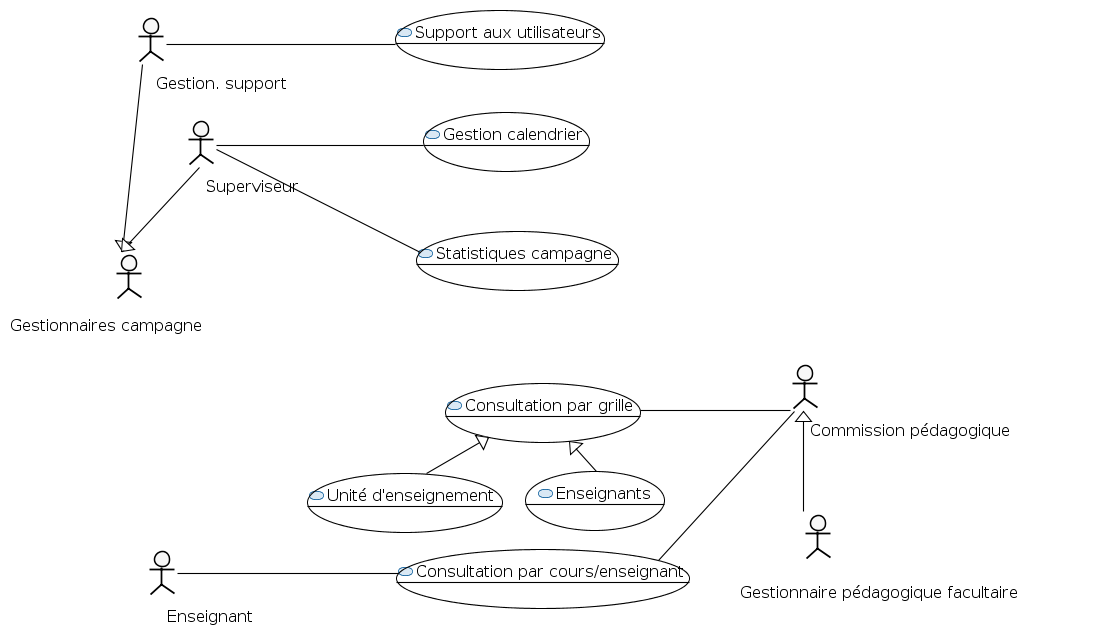 Support aux utilisateurs
Gestion. support
Gestion calendrier
Superviseur
Statistiques campagne
Gestionnaires campagne
Consultation par grille
Commission pédagogique
Unité d'enseignement
Enseignants
Consultation par cours/enseignant
Gestionnaire pédagogique facultaire
Enseignant